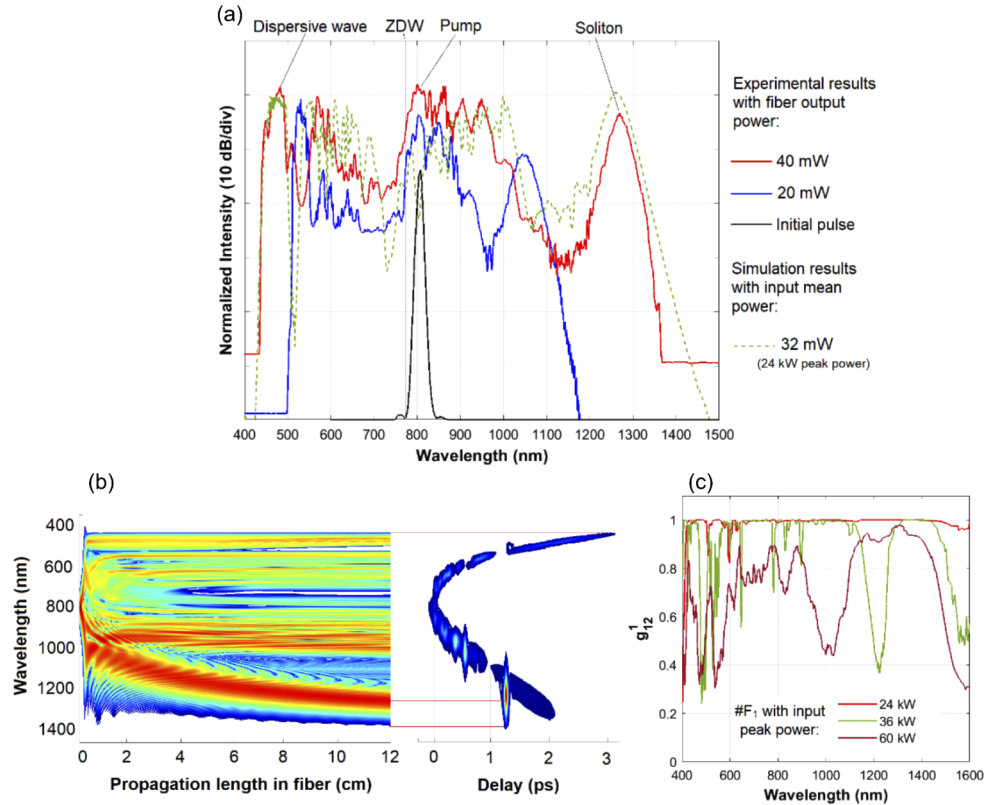 (a)
Dispersive wave ZDW Pump Soliton
Normalized Intensity (10 dB/div)
400 500 600 700 800 900 1000 1100 1200 1300 1400 1500
Wavelength (nm)
Experimental results
with fiber output
power:
40 mW
20 mW
Initial pulse
Simulation results
with input mean
power:
32 mW
(24 kW peak power)
(b)
Wavelength (nm)
400
600
800
1000
1200
1400
0 2 4 6 8 10 12
Propagation length in fiber (cm)
0 1 2 3
Delay (ps)
(c)
g¹₁₂
1
0.8
0.6
0.4
0.2
0
#F₁ with input
peak power:
24 kW
36 kW
60 kW
400 600 800 1000 1200 1400 1600
Wavelength (nm)